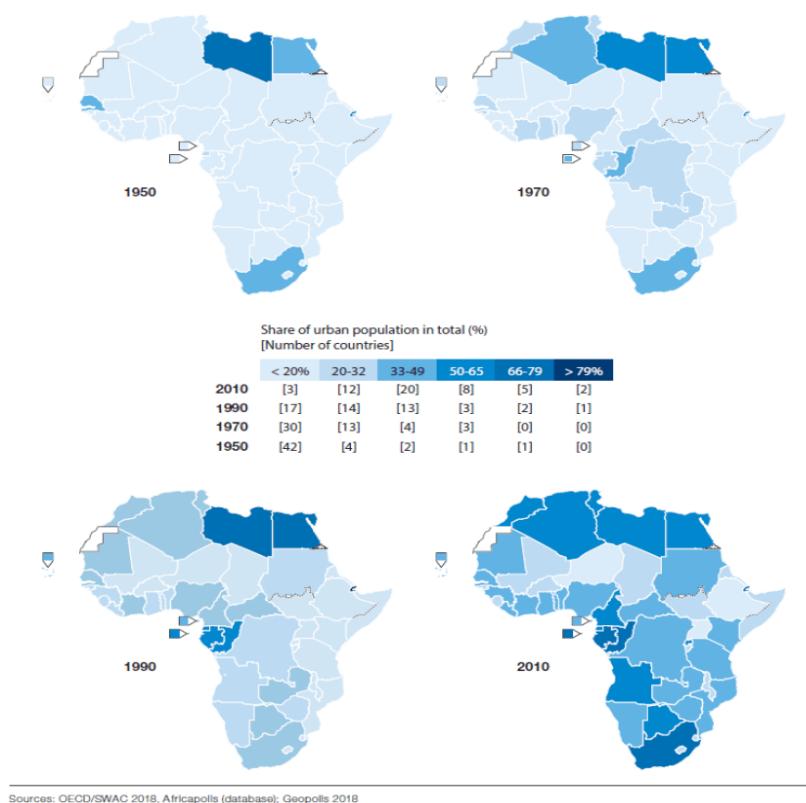 1950
1970
Share of urban population in total (%)
[Number of countries]
< 20% 20-32 33-49 50-65 66-79 > 79%
2010 [3] [12] [20] [8] [5] [2]
1990 [17] [14] [13] [3] [2] [1]
1970 [30] [13] [4] [3] [0] [0]
1950 [42] [4] [2] [1] [1] [0]
1990
2010
Sources: OECD/SWAC 2018, Africapolis (database); Geopolis 2018